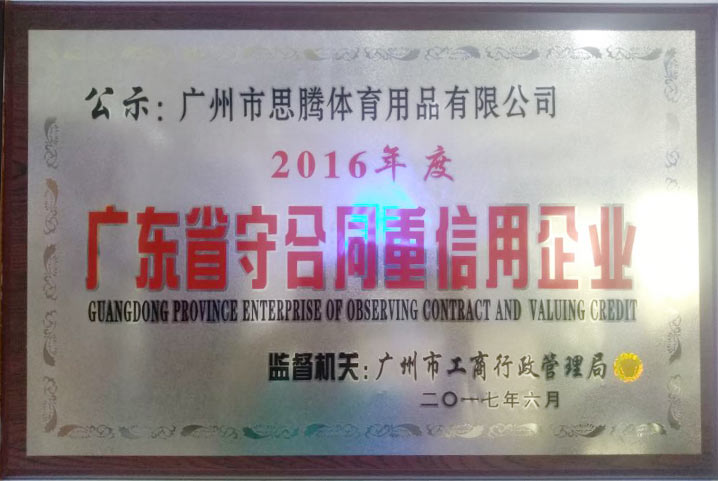 公示：广州市思腾体育用品有限公司
2016年度
广东省守合同重信用企业
GUANGDONG PROVINCE ENTERPRISE OF OBSERVING CONTRACT AND VALUING CREDIT
监督机关：广州市工商行政管理局
二〇一七年六月